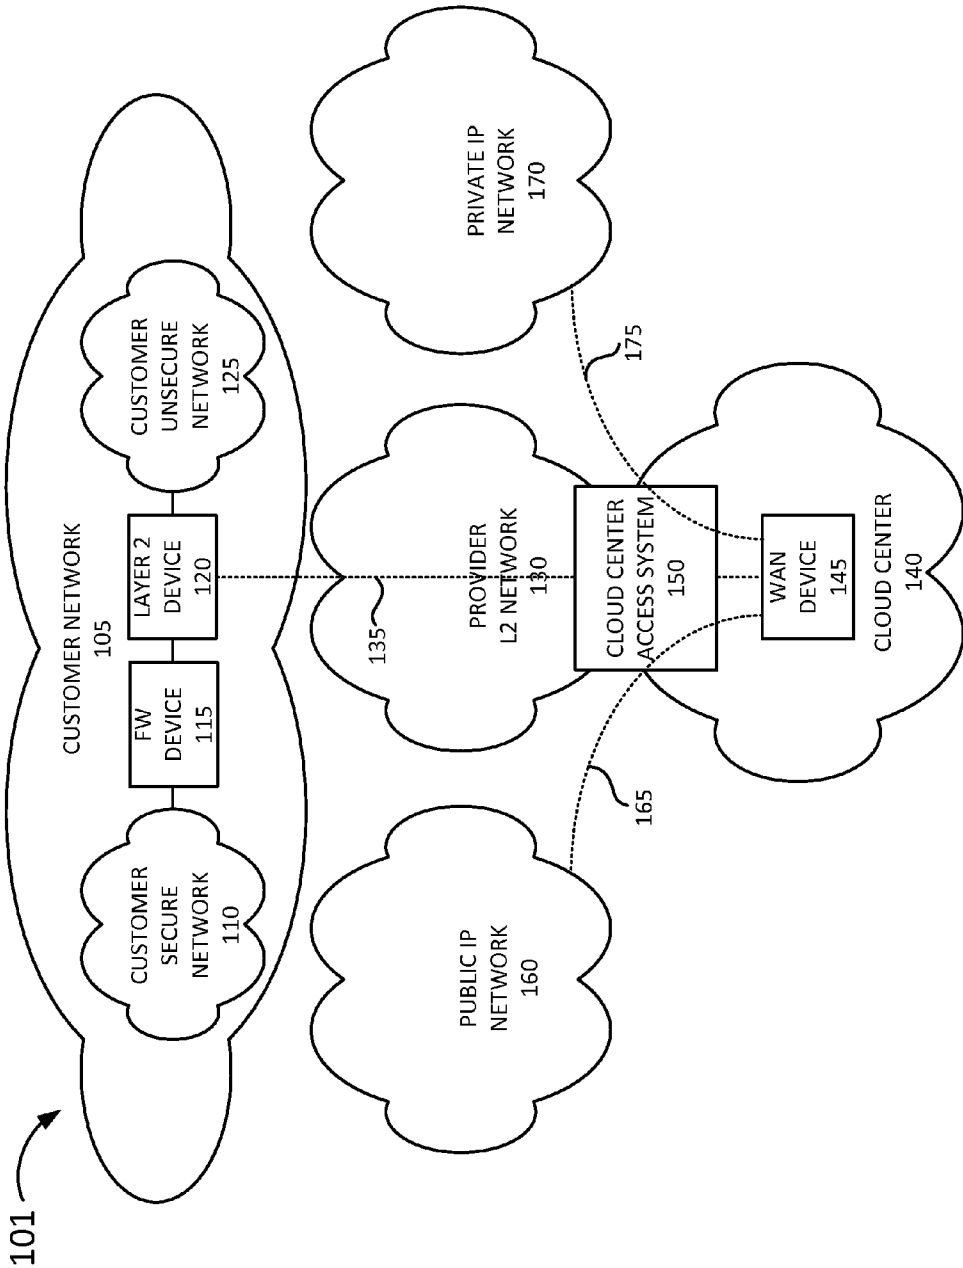 101
CUSTOMER NETWORK
105
CUSTOMER
SECURE
NETWORK
110
FW
DEVICE
115
LAYER 2
DEVICE
120
CUSTOMER
UNSECURE
NETWORK
125
135
PUBLIC IP
NETWORK
160
PROVIDER
L2 NETWORK
130
PRIVATE IP
NETWORK
170
CLOUD CENTER
ACCESS SYSTEM
150
165
175
WAN
DEVICE
145
CLOUD CENTER
140